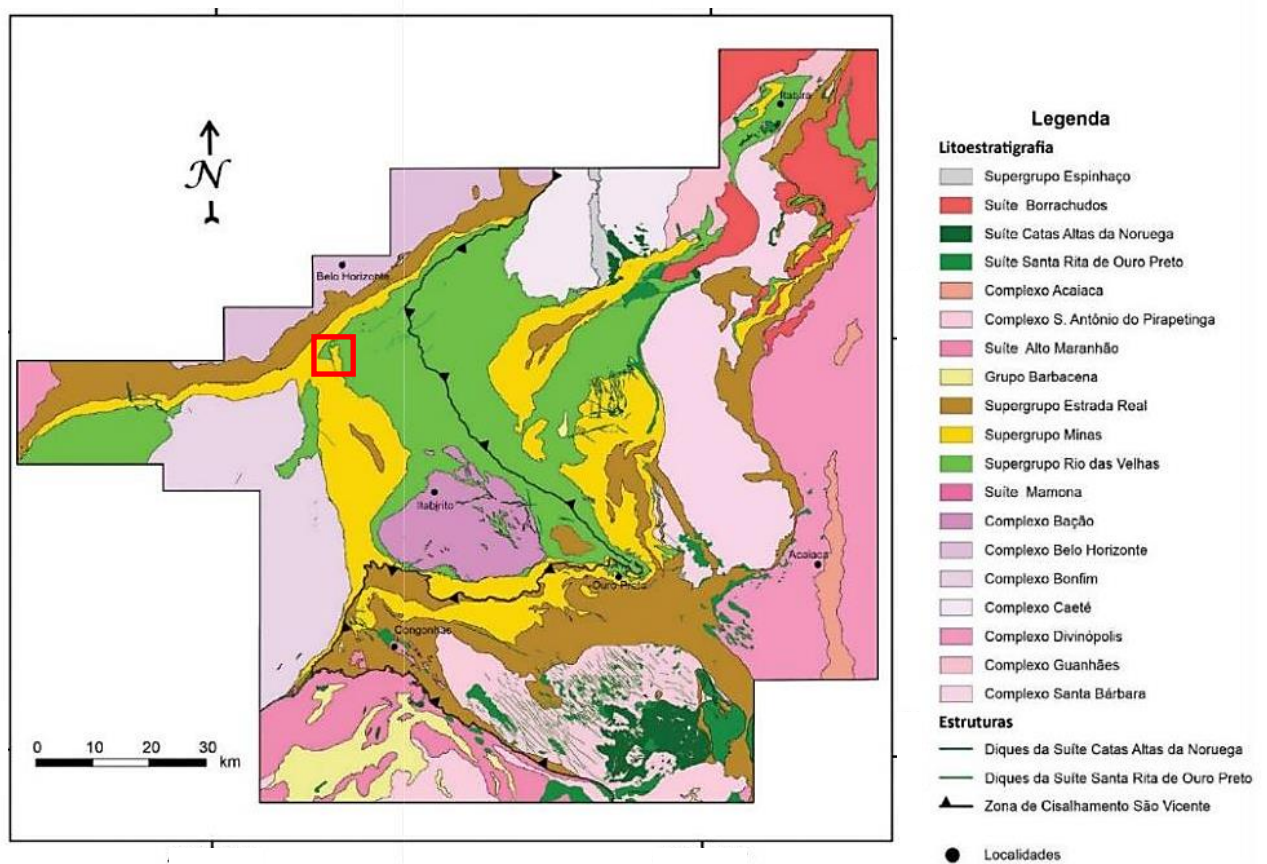 Itabira
N
Belo Horizonte
Itabirito
Acaiaca
Ouro Preto
Congonhas
0 10 20 30
km
Legenda
Litoestratigrafia
Supergrupo Espinhaço
Suíte Borrachudos
Suíte Catas Altas da Noruega
Suíte Santa Rita de Ouro Preto
Complexo Acaiaca
Complexo S. Antônio do Pirapetinga
Suíte Alto Maranhão
Grupo Barbacena
Supergrupo Estrada Real
Supergrupo Minas
Supergrupo Rio das Velhas
Suíte Mamona
Complexo Bação
Complexo Belo Horizonte
Complexo Bonfim
Complexo Caeté
Complexo Divinópolis
Complexo Guanhães
Complexo Santa Bárbara
Estruturas
Diques da Suíte Catas Altas da Noruega
Diques da Suíte Santa Rita de Ouro Preto
Zona de Cisalhamento São Vicente
Localidades